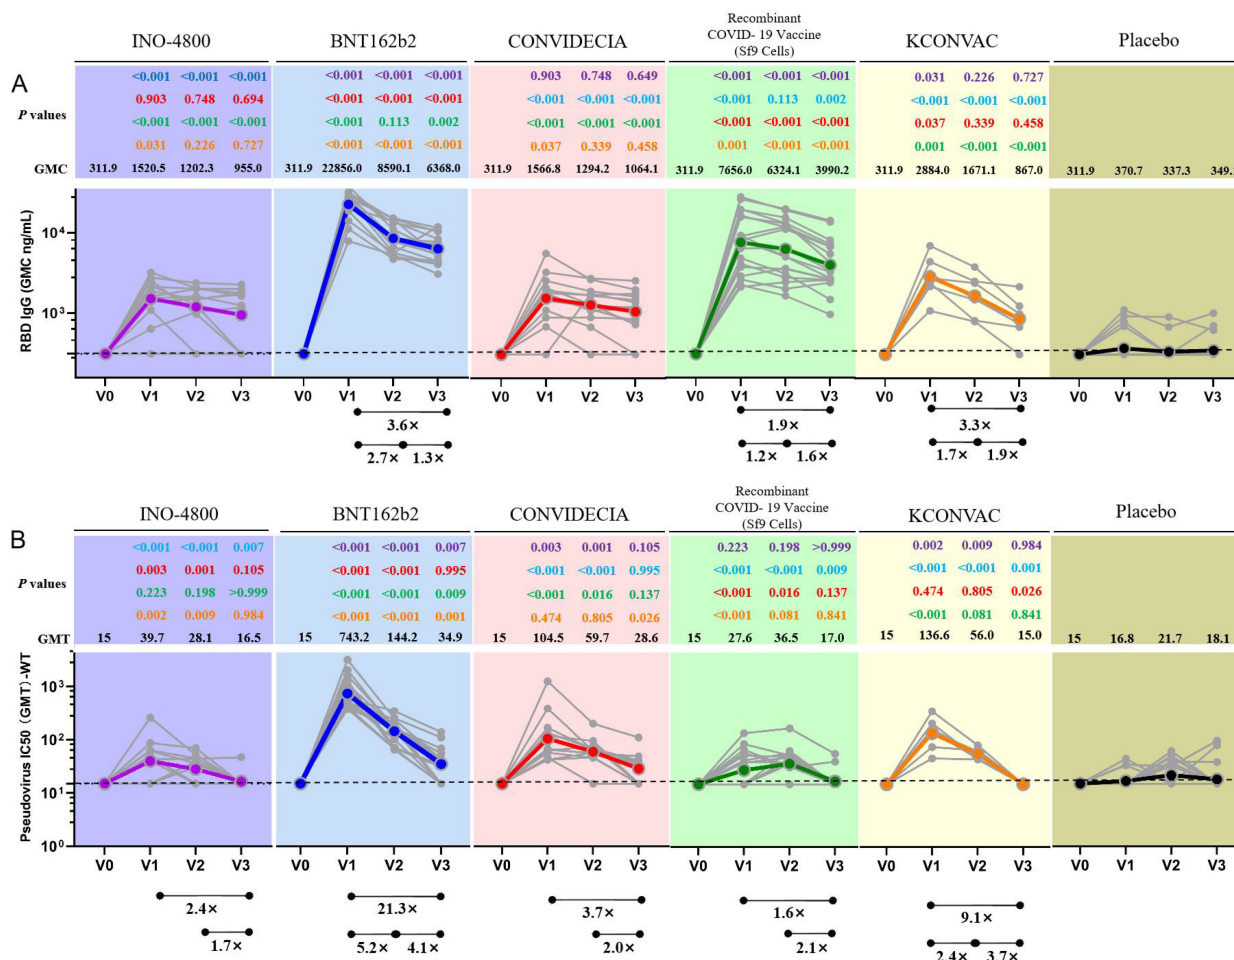 Recombinant
COVID- 19 Vaccine
(Sf9 Cells)
INO-4800 BNT162b2 CONVIDECIA KCONVAC Placebo
A
P values
<0.001 <0.001 <0.001 <0.001 <0.001 <0.001 0.903 0.748 0.649 <0.001 <0.001 <0.001 0.031 0.226 0.727
0.903 0.748 0.694 <0.001 <0.001 <0.001 <0.001 <0.001 <0.001 <0.001 0.113 0.002 <0.001 <0.001 <0.001
<0.001 <0.001 <0.001 <0.001 0.113 0.002 <0.001 <0.001 <0.001 <0.001 <0.001 <0.001 0.037 0.339 0.458
0.031 0.226 0.727 <0.001 <0.001 <0.001 0.037 0.339 0.458 0.001 <0.001 <0.001 0.001 <0.001 <0.001
GMC 311.9 1520.5 1202.3 955.0 311.9 22856.0 8590.1 6368.0 311.9 1566.8 1294.2 1064.1 311.9 7656.0 6324.1 3990.2 311.9 2884.0 1671.1 867.0 311.9 370.7 337.3 349.
RBD IgG (GMC ng/mL)
10⁴
10³
V0 V1 V2 V3 V0 V1 V2 V3 V0 V1 V2 V3 V0 V1 V2 V3 V0 V1 V2 V3 V0 V1 V2 V3
3.6× 1.9× 3.3×
2.7× 1.3× 1.2× 1.6× 1.7× 1.9×
Recombinant
COVID- 19 Vaccine
(Sf9 Cells)
INO-4800 BNT162b2 CONVIDECIA KCONVAC Placebo
B
P values
<0.001 <0.001 0.007 <0.001 <0.001 0.007 0.003 0.001 0.105 0.223 0.198 >0.999 0.002 0.009 0.984
0.003 0.001 0.105 <0.001 <0.001 0.995 <0.001 <0.001 0.995 <0.001 <0.001 0.009 <0.001 <0.001 0.001
0.223 0.198 >0.999 <0.001 <0.001 0.009 <0.001 0.016 0.137 <0.001 0.016 0.137 0.474 0.805 0.026
0.002 0.009 0.984 <0.001 <0.001 0.001 0.474 0.805 0.026 <0.001 0.081 0.841 <0.001 0.081 0.841
GMT 15 39.7 28.1 16.5 15 743.2 144.2 34.9 15 104.5 59.7 28.6 15 27.6 36.5 17.0 15 136.6 56.0 15.0 15 16.8 21.7 18.1
Pseudovirus IC50 (GMT)-WT
10³
10²
10¹
10⁰
V0 V1 V2 V3 V0 V1 V2 V3 V0 V1 V2 V3 V0 V1 V2 V3 V0 V1 V2 V3 V0 V1 V2 V3
2.4× 21.3× 3.7× 1.6× 9.1×
1.7× 5.2× 4.1× 2.0× 2.1× 2.4× 3.7×